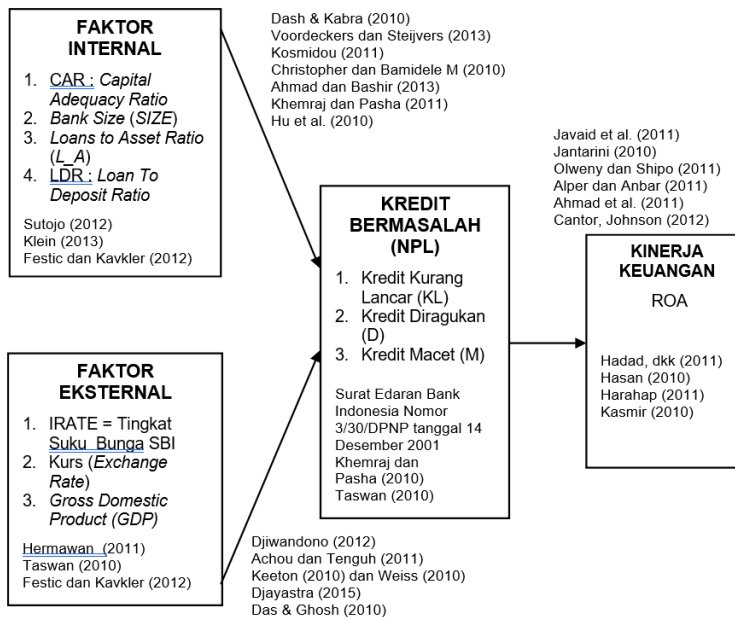 FAKTOR
INTERNAL
1. CAR : Capital
Adequacy Ratio
2. Bank Size (SIZE)
3. Loans to Asset Ratio
(L_A)
4. LDR : Loan To
Deposit Ratio
Sutojo (2012)
Klein (2013)
Festic dan Kavkler (2012)
Dash & Kabra (2010)
Voordeckers dan Steijvers (2013)
Kosmidou (2011)
Christopher dan Bamidele M (2010)
Ahmad dan Bashir (2013)
Khemraj dan Pasha (2011)
Hu et al. (2010)
FAKTOR
EKSTERNAL
1. IRATE = Tingkat
Suku Bunga SBI
2. Kurs (Exchange
Rate)
3. Gross Domestic
Product (GDP)
Hermawan (2011)
Taswan (2010)
Festic dan Kavkler (2012)
Djiwandono (2012)
Achou dan Tenguh (2011)
Keeton (2010) dan Weiss (2010)
Djayastra (2015)
Das & Ghosh (2010)
KREDIT
BERMASALAH
(NPL)
1. Kredit Kurang
Lancar (KL)
2. Kredit Diragukan
(D)
3. Kredit Macet (M)
Surat Edaran Bank
Indonesia Nomor
3/30/DPNP tanggal 14
Desember 2001
Khemraj dan
Pasha (2010)
Taswan (2010)
Javaid et al. (2011)
Jantarini (2010)
Olweny dan Shipo (2011)
Alper dan Anbar (2011)
Ahmad et al. (2011)
Cantor, Johnson (2012)
KINERJA
KEUANGAN
ROA
Hadad, dkk (2011)
Hasan (2010)
Harahap (2011)
Kasmir (2010)